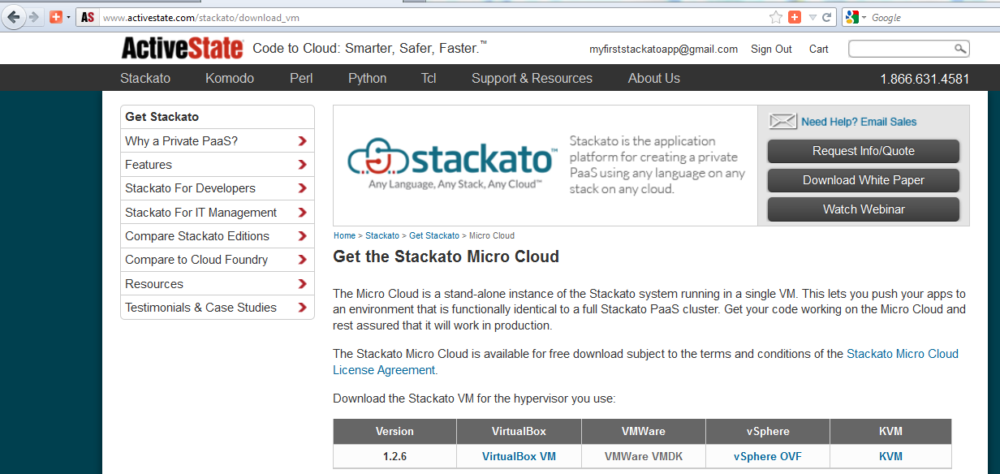 AS www.activestate.com/stackato/download_vm Google
ActiveState Code to Cloud: Smarter, Safer, Faster.™ myfirststackatoapp@gmail.com Sign Out Cart
Stackato Komodo Perl Python Tcl Support & Resources About Us 1.866.631.4581
Get Stackato
Why a Private PaaS?
Features
Stackato For Developers
Stackato For IT Management
Compare Stackato Editions
Compare to Cloud Foundry
Resources
Testimonials & Case Studies
stackato™
Any Language, Any Stack, Any Cloud™
Stackato is the application
platform for creating a private
PaaS using any language on any
stack on any cloud.
Need Help? Email Sales
Request Info/Quote
Download White Paper
Watch Webinar
Home > Stackato > Get Stackato > Micro Cloud
Get the Stackato Micro Cloud
The Micro Cloud is a stand-alone instance of the Stackato system running in a single VM. This lets you push your apps to
an environment that is functionally identical to a full Stackato PaaS cluster. Get your code working on the Micro Cloud and
rest assured that it will work in production.
The Stackato Micro Cloud is available for free download subject to the terms and conditions of the Stackato Micro Cloud
License Agreement.
Download the Stackato VM for the hypervisor you use:
Version VirtualBox VMWare vSphere KVM
1.2.6 VirtualBox VM VMWare VMDK vSphere OVF KVM